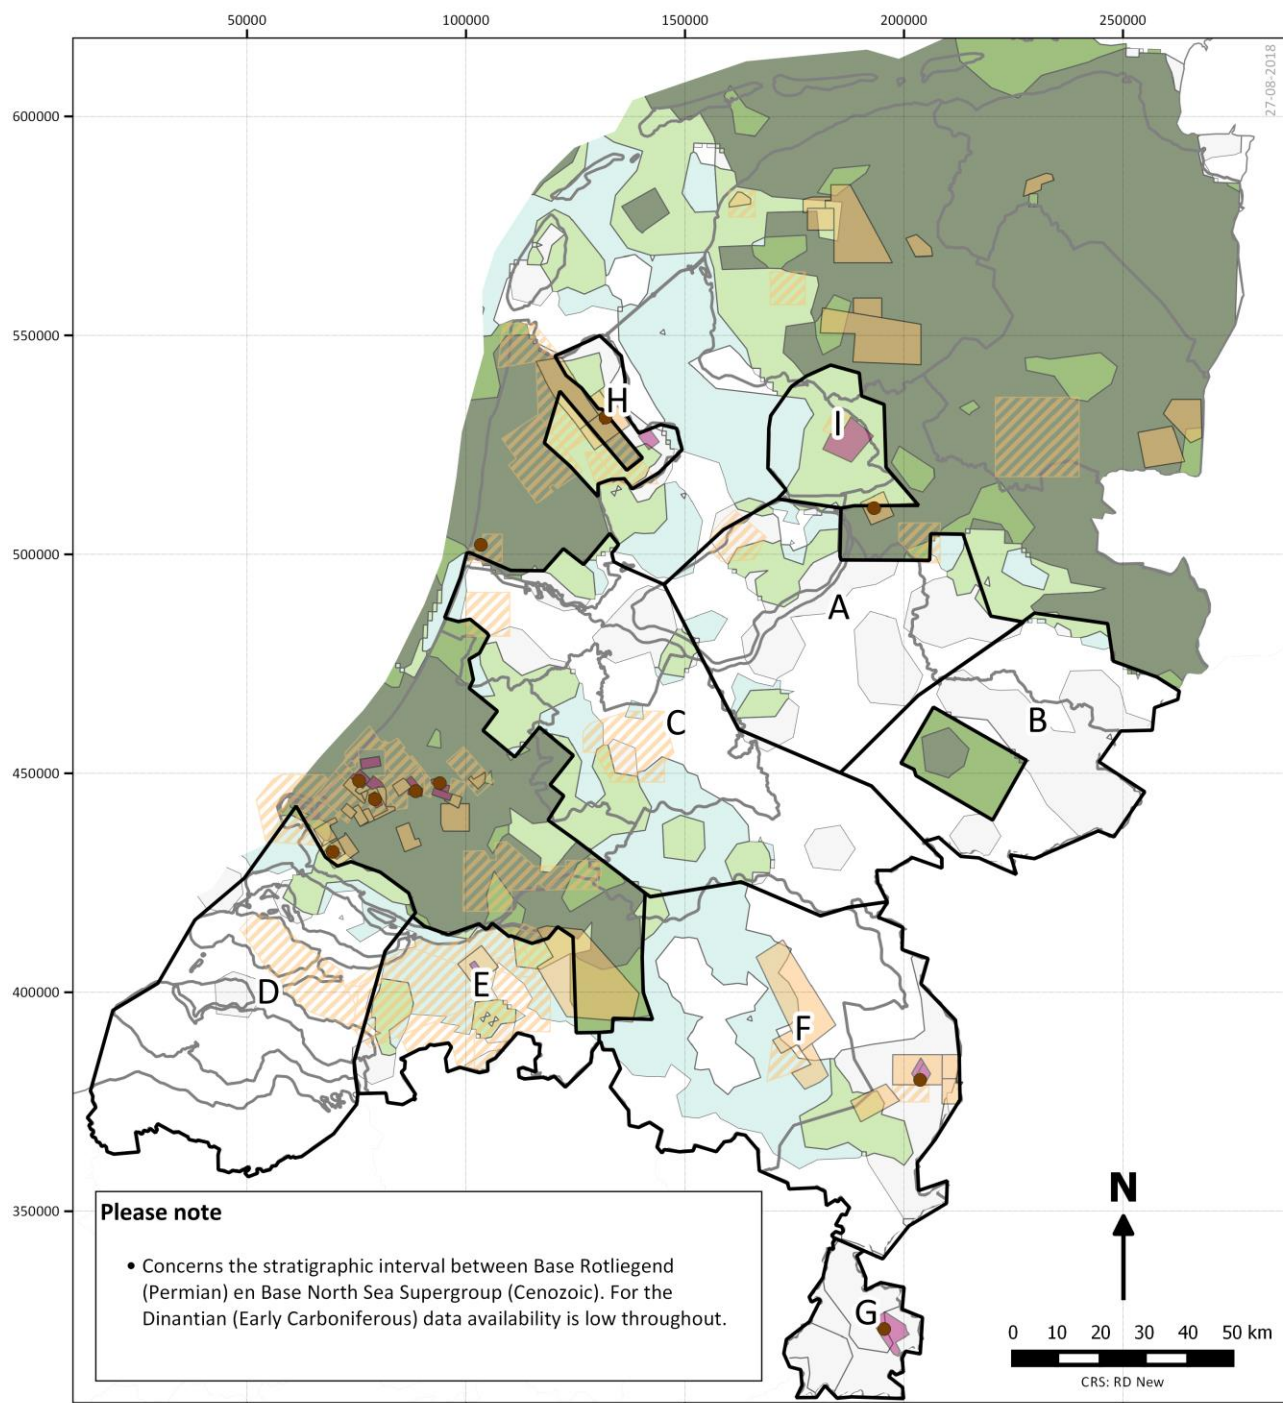 50000 100000 150000 200000 250000
27-08-2018
600000
550000
H
I
500000
A
C
B
450000
D
E
400000
F
350000
Please note
• Concerns the stratigraphic interval between Base Rotliegend
(Permian) en Base North Sea Supergroup (Cenozoic). For the
Dinantian (Early Carboniferous) data availability is low throughout.
N
G
0 10 20 30 40 50 km
CRS: RD New